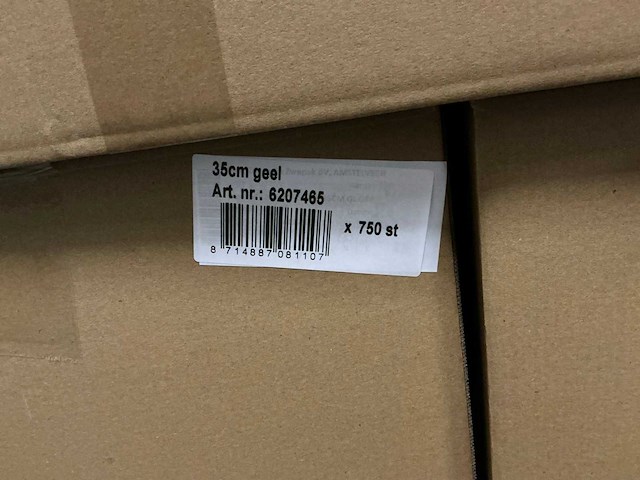 35cm geel
Art. nr.: 6207465
x 750 st
8 714887 081107